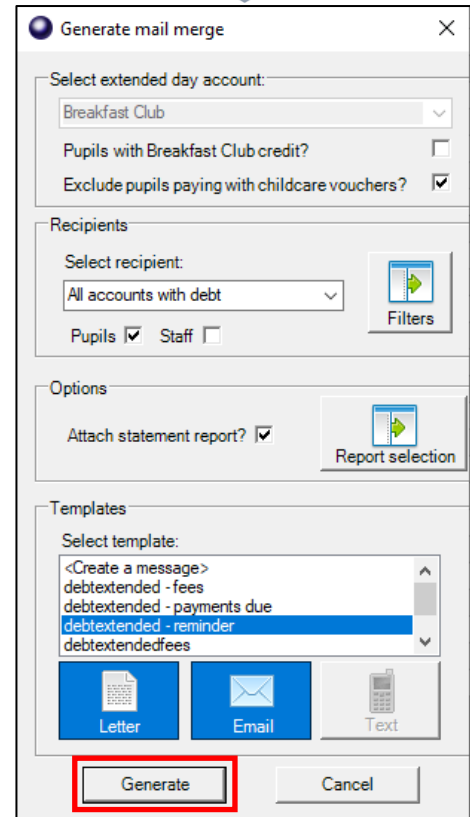 Generate mail merge
Select extended day account:
Breakfast Club
Pupils with Breakfast Club credit?
Exclude pupils paying with childcare vouchers?
Recipients
Select recipient:
All accounts with debt
Filters
Pupils Staff
Options
Attach statement report?
Report selection
Templates
Select template:
<Create a message>
debtextended - fees
debtextended - payments due
debtextended - reminder
debtextendedfees
Letter Email Text
Generate Cancel